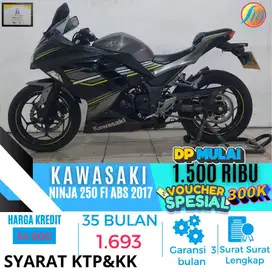 DP MULAI
KAWASAKI
1.500 RIBU
NINJA 250 FI ABS 2017
VOUCHER
SPESIAL 300K
HARGA KREDIT
35 BULAN
1.693
Garansi 3
bulan
Surat Surat
Lengkap
SYARAT KTP&KK
Kawasaki